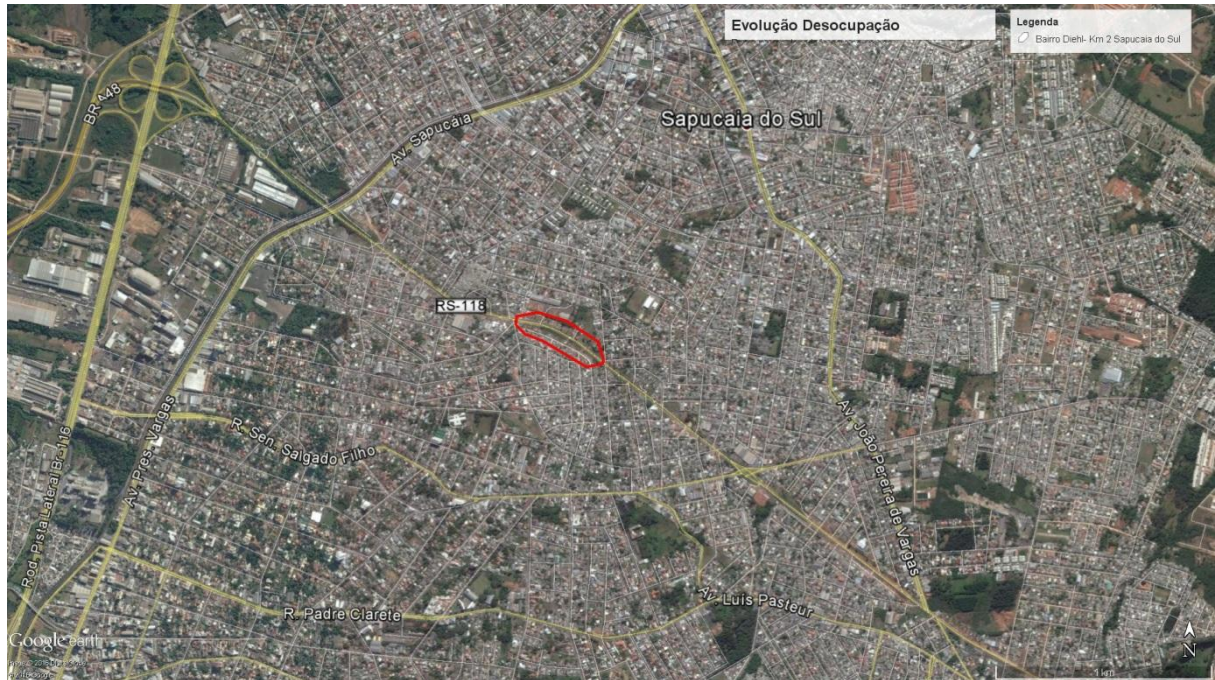 Evolução Desocupação
Legenda
Bairro Diehl- Km 2 Sapucaia do Sul
BR-448
Av. Sapucaia
Sapucaia do Sul
RS-118
Av. Pres. Vargas
R. Sen. Salgado Filho
Rod. Pista Lateral Br-116
Av. João Pereira de Vargas
R. Padre Clarete
Av. Luís Pasteur
Google earth
N
1 km